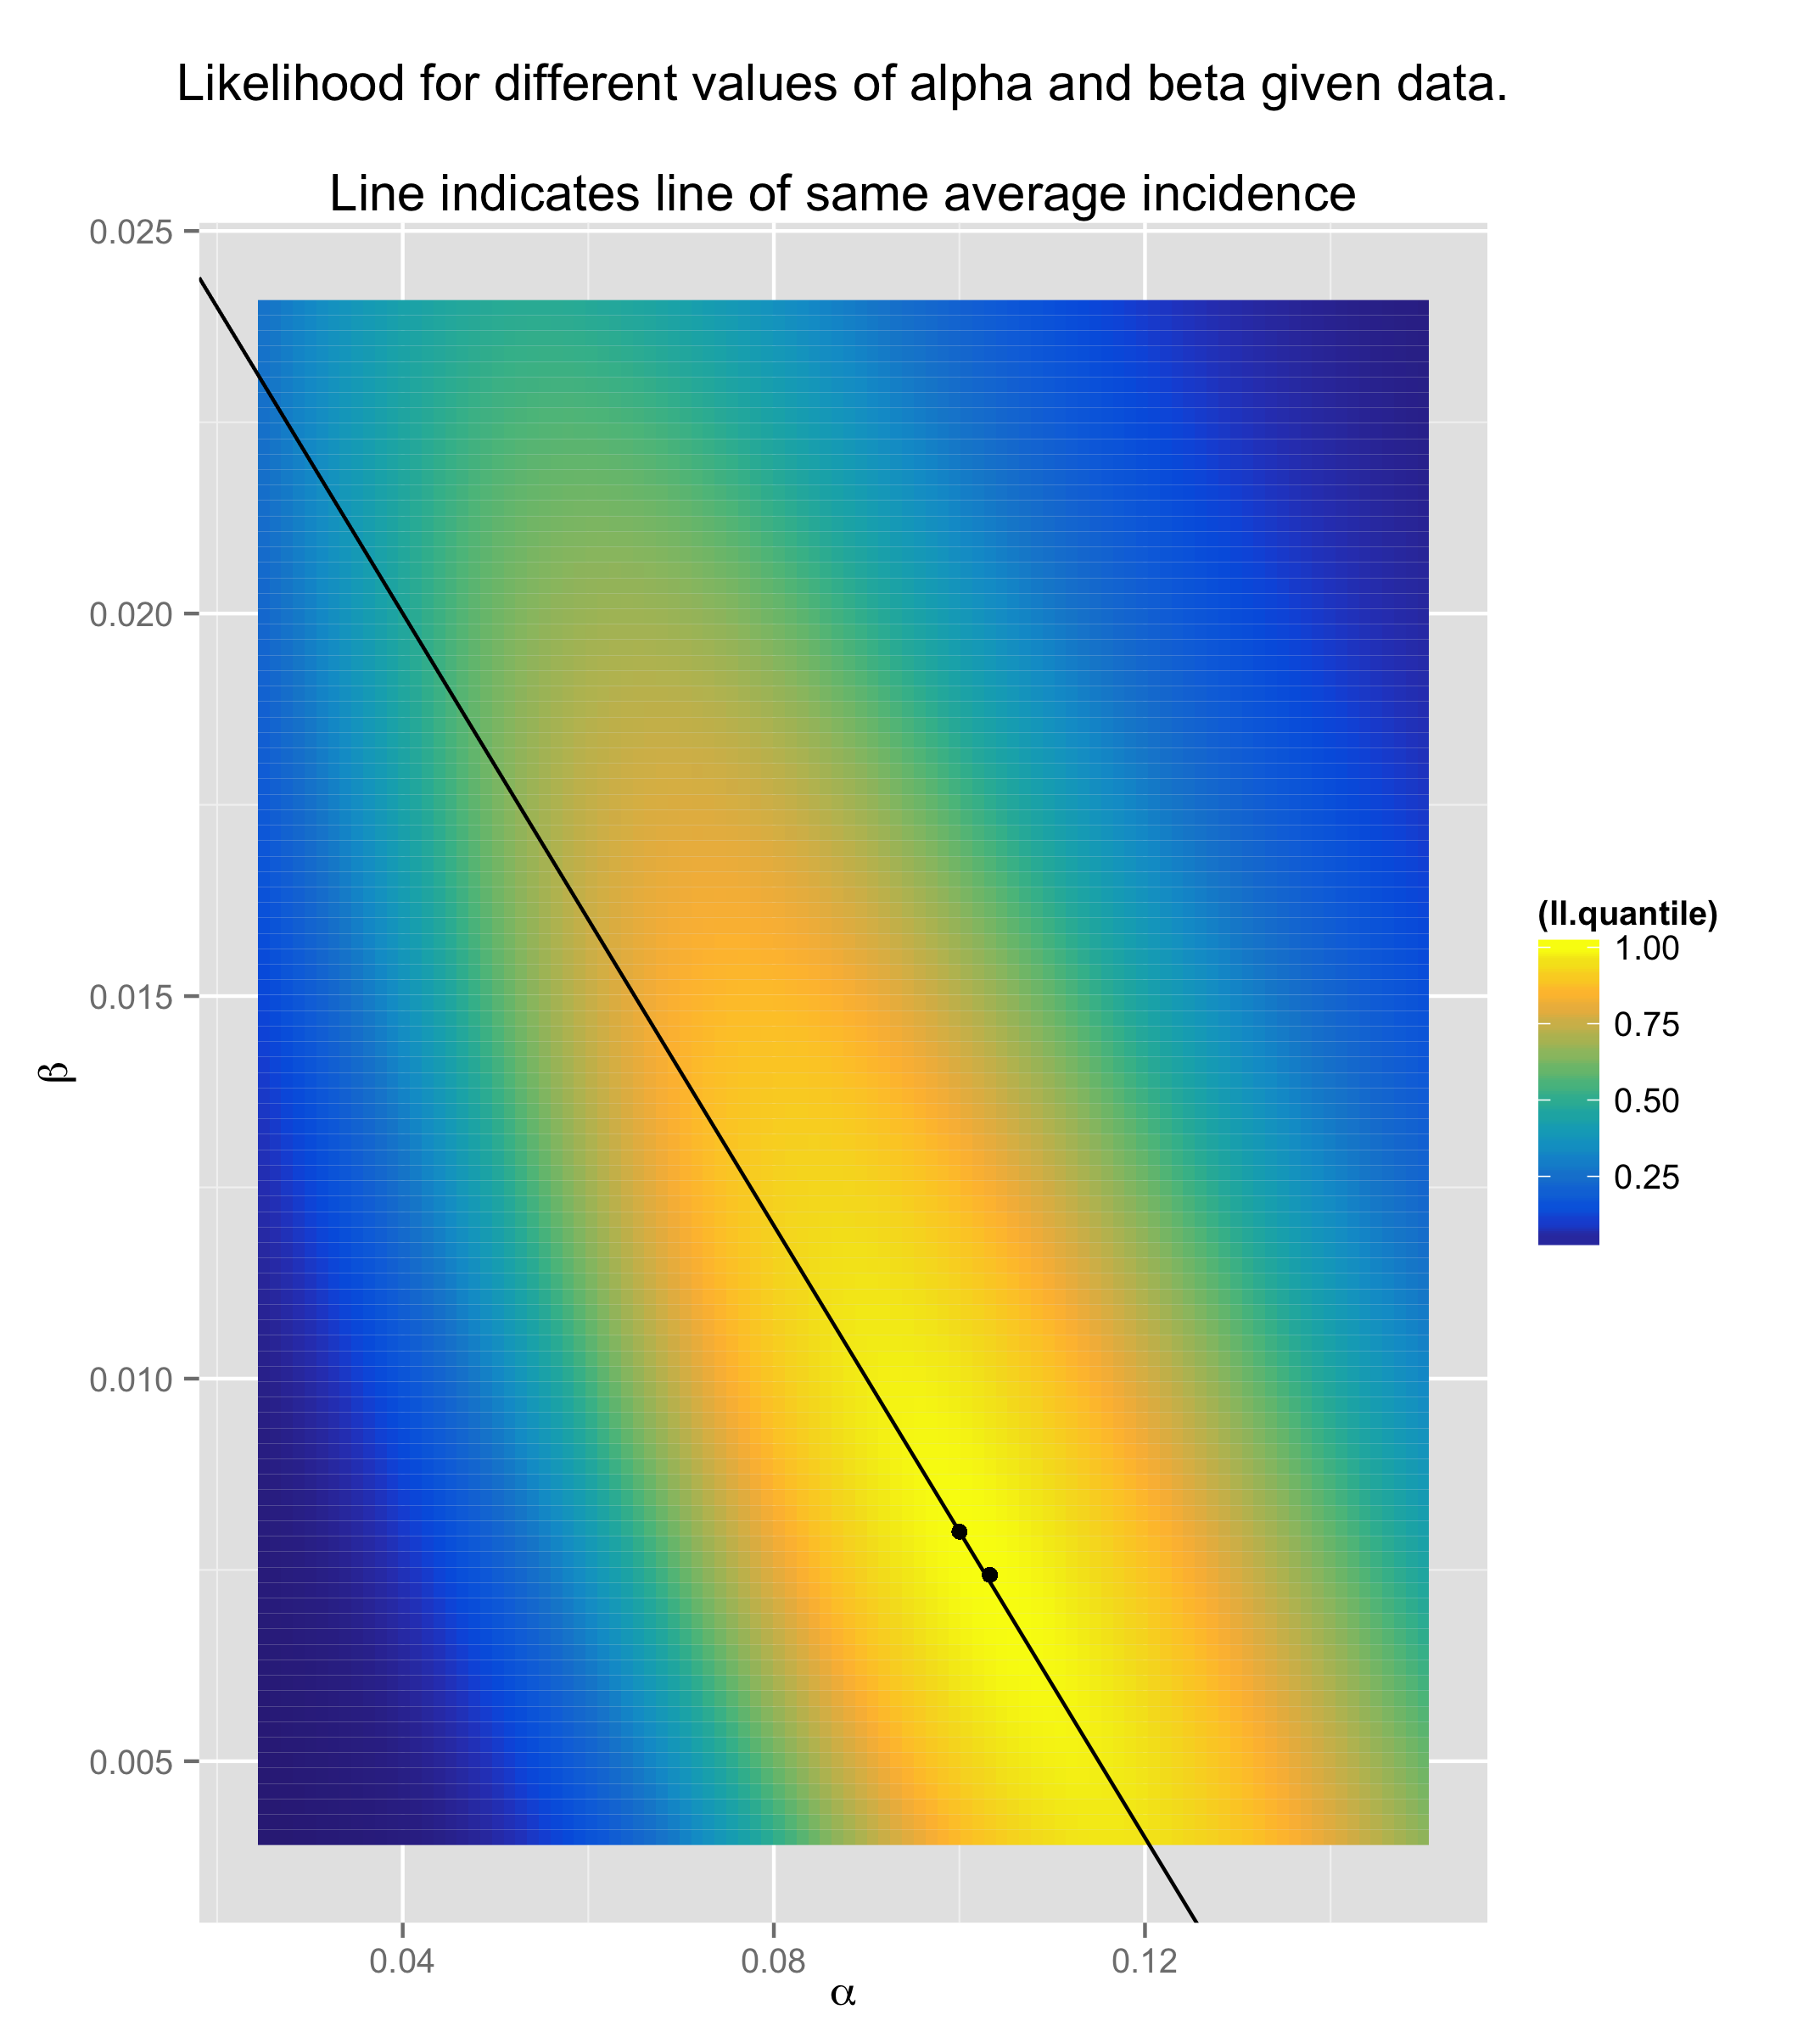 Likelihood for different values of alpha and beta given data.
Line indicates line of same average incidence
0.025
0.020
0.015
0.010
0.005
β
0.04 0.08 0.12
α
(ll.quantile)
1.00
0.75
0.50
0.25